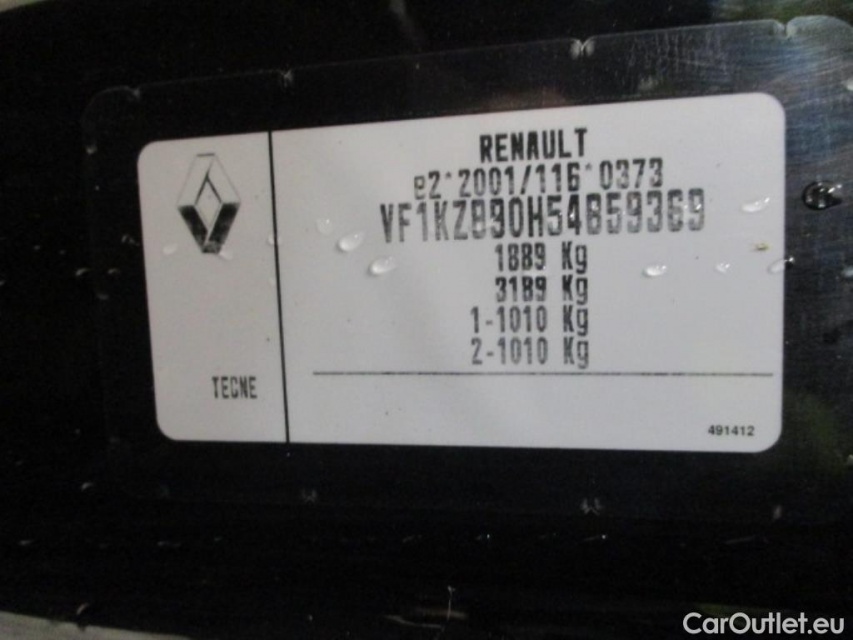 RENAULT
e2*2001/116*0373
VF1KZB90H54659369
1889 Kg
3189 Kg
1-1010 Kg
2-1010 Kg
TECNE
491412
CarOutlet.eu